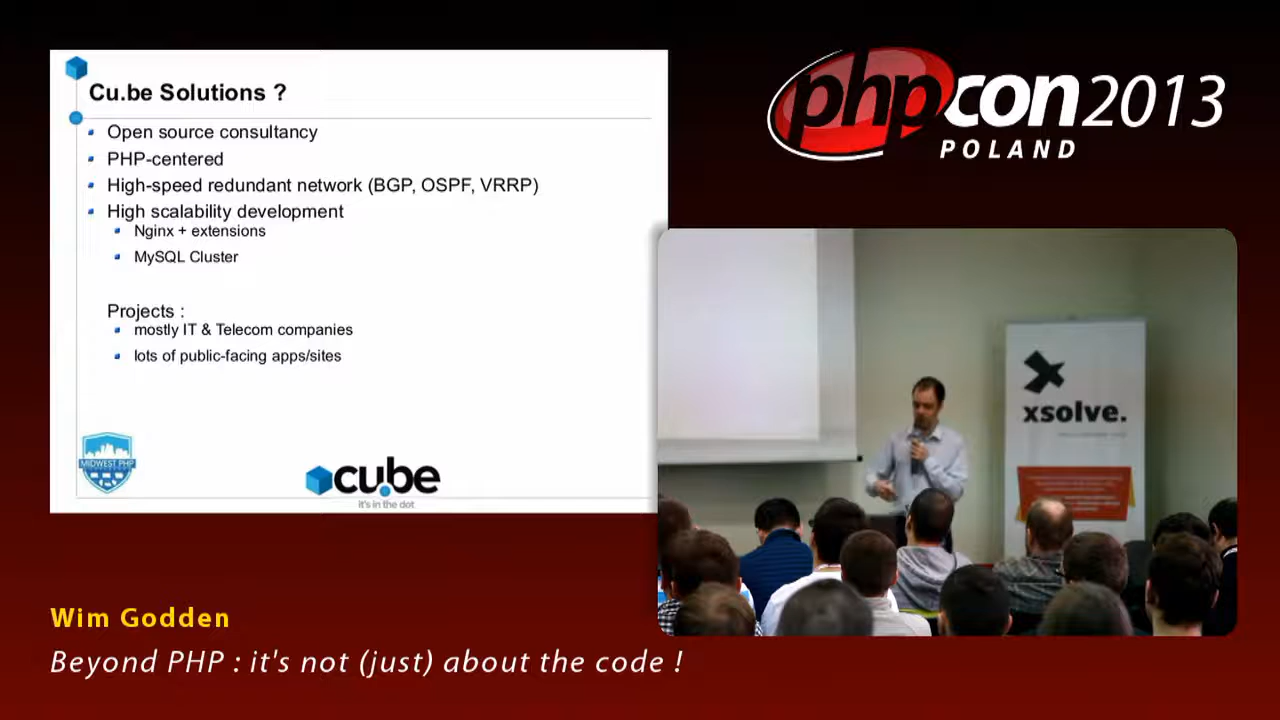 Cu.be Solutions ?
Open source consultancy
PHP-centered
High-speed redundant network (BGP, OSPF, VRRP)
High scalability development
Nginx + extensions
MySQL Cluster
Projects :
mostly IT & Telecom companies
lots of public-facing apps/sites
MIDWEST PHP
cu.be
it's in the dot
phpcon2013
POLAND
xsolve.
Wim Godden
Beyond PHP : it's not (just) about the code !